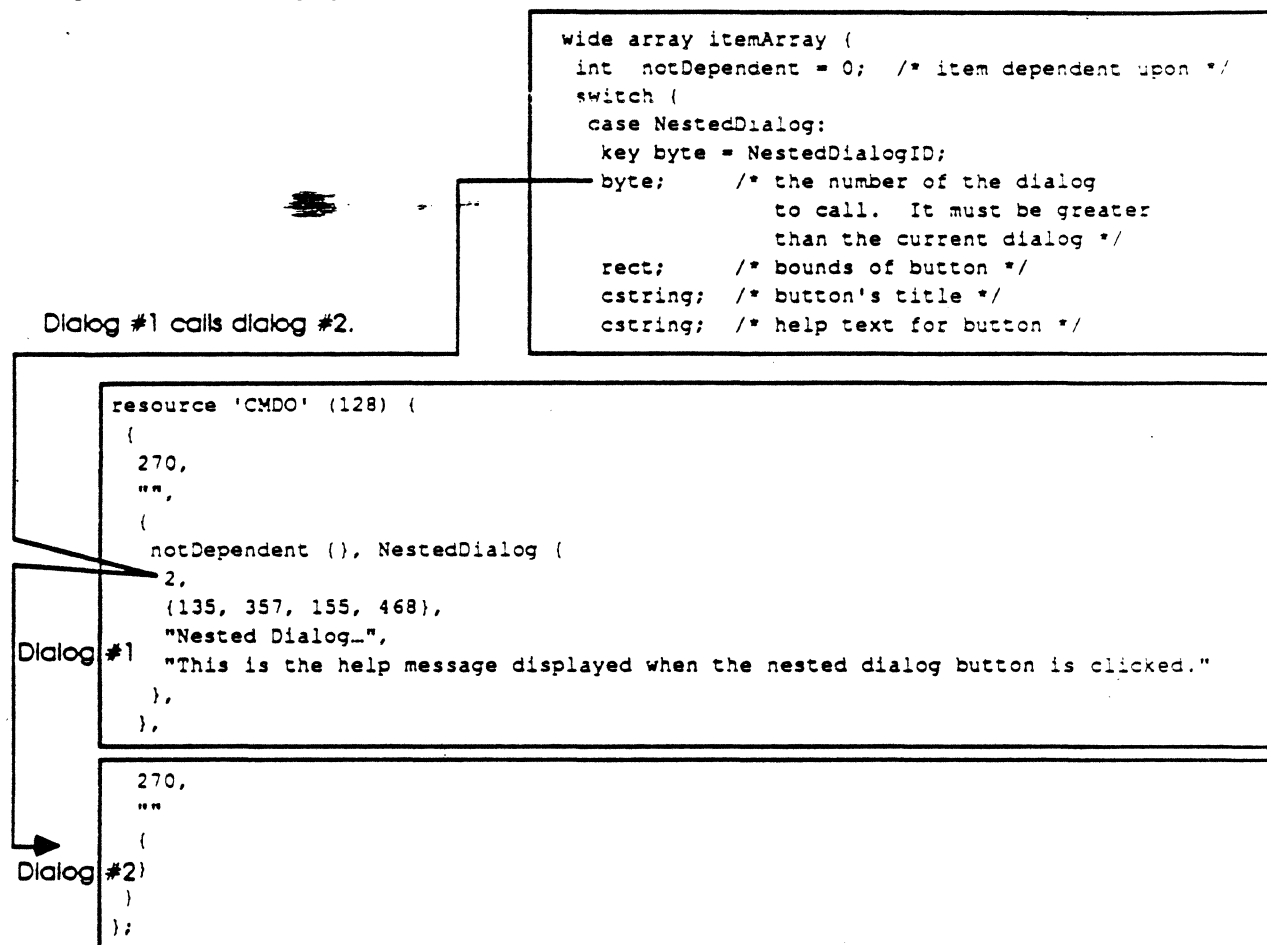 wide array itemArray {
int notDependent = 0; /* item dependent upon */
switch {
case NestedDialog:
key byte = NestedDialogID;
byte; /* the number of the dialog
to call. It must be greater
than the current dialog */
rect; /* bounds of button */
cstring; /* button's title */
cstring; /* help text for button */
Dialog #1 calls dialog #2.
resource 'CMDO' (128) {
{
270,
"",
{
notDependent {}, NestedDialog {
2,
{135, 357, 155, 468},
"Nested Dialog…",
Dialog #1
"This is the help message displayed when the nested dialog button is clicked."
},
},
270,
""
{
Dialog #2
}
}
};